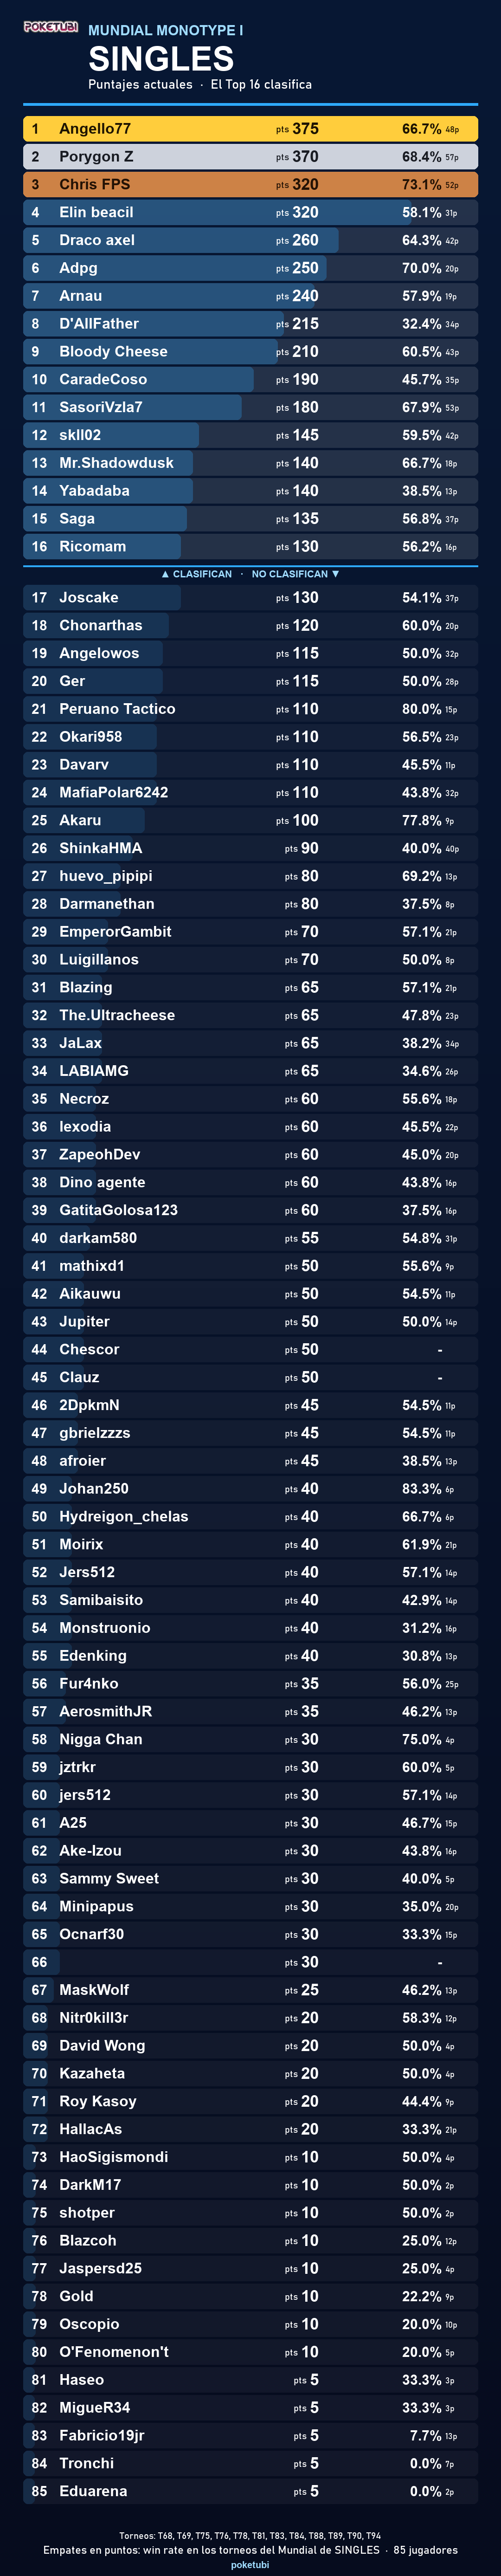 POKETUBI
MUNDIAL MONOTYPE I
SINGLES
Puntajes actuales · El Top 16 clasifica
1 Angello77 pts 375 66.7% 48p
2 Porygon Z pts 370 68.4% 57p
3 Chris FPS pts 320 73.1% 52p
4 Elin beacil pts 320 58.1% 31p
5 Draco axel pts 260 64.3% 42p
6 Adpg pts 250 70.0% 20p
7 Arnau pts 240 57.9% 19p
8 D'AllFather pts 215 32.4% 34p
9 Bloody Cheese pts 210 60.5% 43p
10 CaradeCoso pts 190 45.7% 35p
11 SasoriVzla7 pts 180 67.9% 53p
12 skll02 pts 145 59.5% 42p
13 Mr.Shadowdusk pts 140 66.7% 18p
14 Yabadaba pts 140 38.5% 13p
15 Saga pts 135 56.8% 37p
16 Ricomam pts 130 56.2% 16p
▲ CLASIFICAN · NO CLASIFICAN ▼
17 Joscake pts 130 54.1% 37p
18 Chonarthas pts 120 60.0% 20p
19 Angelowos pts 115 50.0% 32p
20 Ger pts 115 50.0% 28p
21 Peruano Tactico pts 110 80.0% 15p
22 Okari958 pts 110 56.5% 23p
23 Davarv pts 110 45.5% 11p
24 MafiaPolar6242 pts 110 43.8% 32p
25 Akaru pts 100 77.8% 9p
26 ShinkaHMA pts 90 40.0% 40p
27 huevo_pipipi pts 80 69.2% 13p
28 Darmanethan pts 80 37.5% 8p
29 EmperorGambit pts 70 57.1% 21p
30 Luigillanos pts 70 50.0% 8p
31 Blazing pts 65 57.1% 21p
32 The.Ultracheese pts 65 47.8% 23p
33 JaLax pts 65 38.2% 34p
34 LABIAMG pts 65 34.6% 26p
35 Necroz pts 60 55.6% 18p
36 lexodia pts 60 45.5% 22p
37 ZapeohDev pts 60 45.0% 20p
38 Dino agente pts 60 43.8% 16p
39 GatitaGolosa123 pts 60 37.5% 16p
40 darkam580 pts 55 54.8% 31p
41 mathixd1 pts 50 55.6% 9p
42 Aikauwu pts 50 54.5% 11p
43 Jupiter pts 50 50.0% 14p
44 Chescor pts 50 -
45 Clauz pts 50 -
46 2DpkmN pts 45 54.5% 11p
47 gbrielzzzs pts 45 54.5% 11p
48 afroier pts 45 38.5% 13p
49 Johan250 pts 40 83.3% 6p
50 Hydreigon_chelas pts 40 66.7% 6p
51 Moirix pts 40 61.9% 21p
52 Jers512 pts 40 57.1% 14p
53 Samibaisito pts 40 42.9% 14p
54 Monstruonio pts 40 31.2% 16p
55 Edenking pts 40 30.8% 13p
56 Fur4nko pts 35 56.0% 25p
57 AerosmithJR pts 35 46.2% 13p
58 Nigga Chan pts 30 75.0% 4p
59 jztrkr pts 30 60.0% 5p
60 jers512 pts 30 57.1% 14p
61 A25 pts 30 46.7% 15p
62 Ake-Izou pts 30 43.8% 16p
63 Sammy Sweet pts 30 40.0% 5p
64 Minipapus pts 30 35.0% 20p
65 Ocnarf30 pts 30 33.3% 15p
66 pts 30 -
67 MaskWolf pts 25 46.2% 13p
68 Nitr0kill3r pts 20 58.3% 12p
69 David Wong pts 20 50.0% 4p
70 Kazaheta pts 20 50.0% 4p
71 Roy Kasoy pts 20 44.4% 9p
72 HallacAs pts 20 33.3% 21p
73 HaoSigismondi pts 10 50.0% 4p
74 DarkM17 pts 10 50.0% 2p
75 shotper pts 10 50.0% 2p
76 Blazcoh pts 10 25.0% 12p
77 Jaspersd25 pts 10 25.0% 4p
78 Gold pts 10 22.2% 9p
79 Oscopio pts 10 20.0% 10p
80 O'Fenomenon't pts 10 20.0% 5p
81 Haseo pts 5 33.3% 3p
82 MigueR34 pts 5 33.3% 3p
83 Fabricio19jr pts 5 7.7% 13p
84 Tronchi pts 5 0.0% 7p
85 Eduarena pts 5 0.0% 2p
Torneos: T68, T69, T75, T76, T78, T81, T83, T84, T88, T89, T90, T94
Empates en puntos: win rate en los torneos del Mundial de SINGLES · 85 jugadores
poketubi